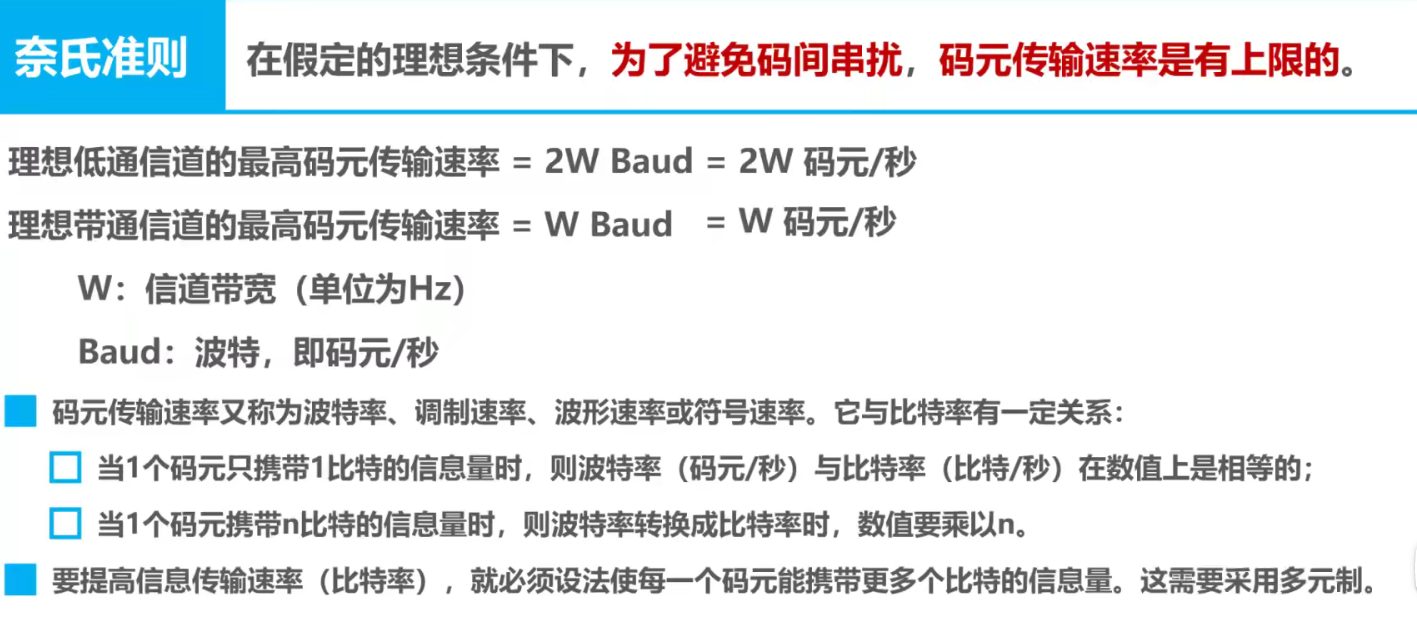 奈氏准则
在假定的理想条件下，为了避免码间串扰，码元传输速率是有上限的。
理想低通信道的最高码元传输速率 = 2W Baud = 2W 码元/秒
理想带通信道的最高码元传输速率 = W Baud = W 码元/秒
W：信道带宽（单位为Hz）
Baud：波特，即码元/秒
码元传输速率又称为波特率、调制速率、波形速率或符号速率。它与比特率有一定关系：
当1个码元只携带1比特的信息量时，则波特率（码元/秒）与比特率（比特/秒）在数值上是相等的；
当1个码元携带n比特的信息量时，则波特率转换成比特率时，数值要乘以n。
要提高信息传输速率（比特率），就必须设法使每一个码元能携带更多个比特的信息量。这需要采用多元制。